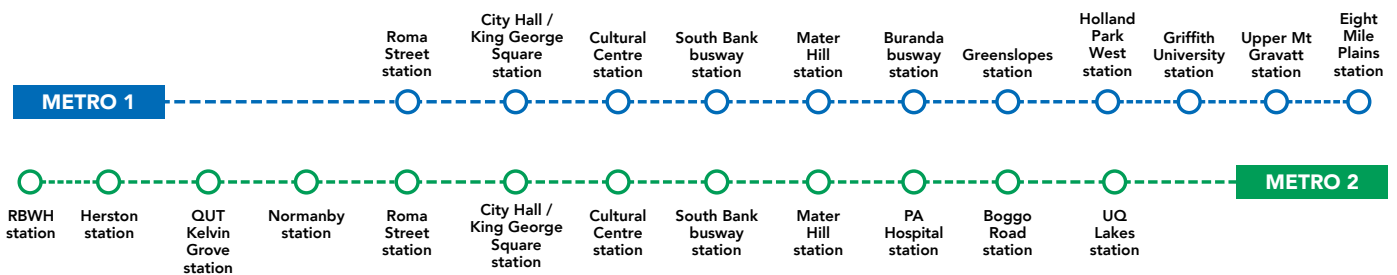 METRO 1
Roma
Street
station
City Hall /
King George
Square
station
Cultural
Centre
station
South Bank
busway
station
Mater
Hill
station
Buranda
busway
station
Greenslopes
station
Holland
Park
West
station
Griffith
University
station
Upper Mt
Gravatt
station
Eight
Mile
Plains
station
METRO 2
RBWH
station
Herston
station
QUT
Kelvin
Grove
station
Normanby
station
Roma
Street
station
City Hall /
King George
Square
station
Cultural
Centre
station
South Bank
busway
station
Mater
Hill
station
PA
Hospital
station
Boggo
Road
station
UQ
Lakes
station